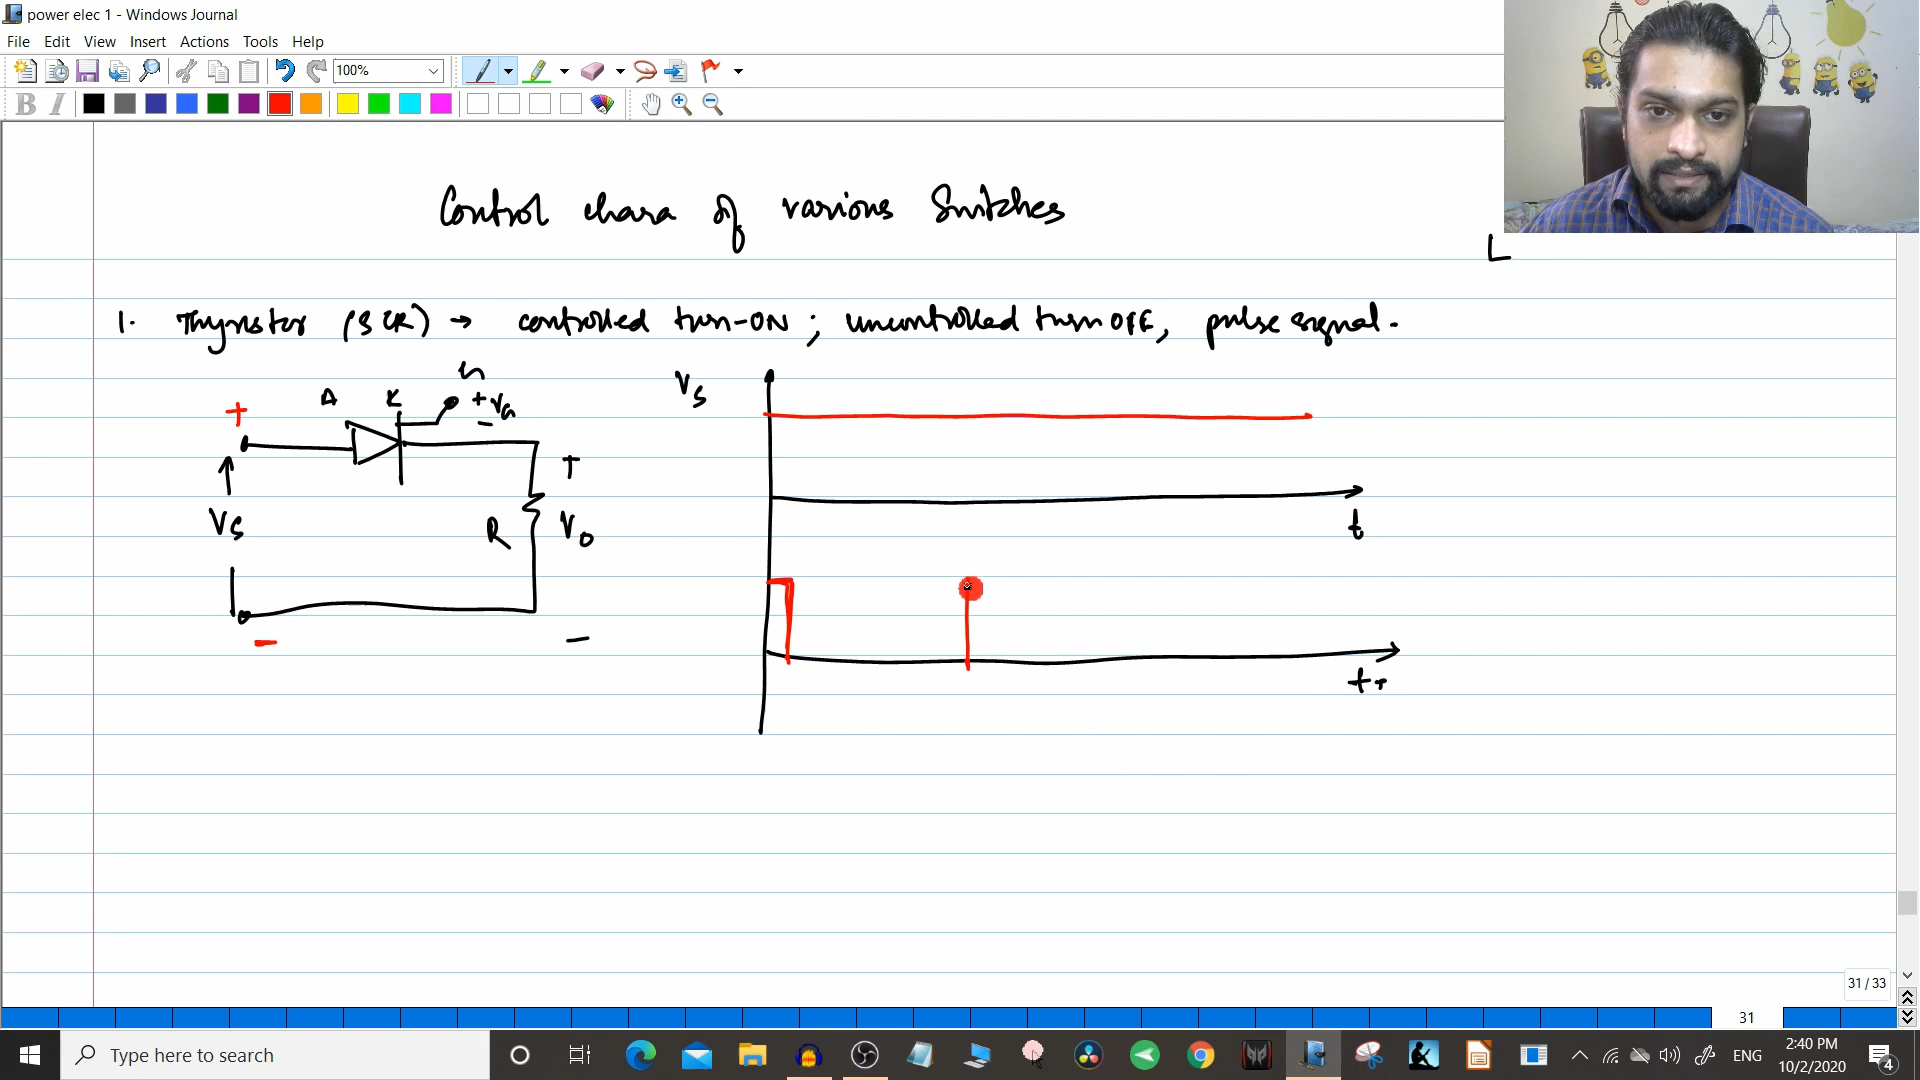 power elec 1 - Windows Journal
File Edit View Insert Actions Tools Help
100%
B I
Control chara of various Switches
L
1. Thyristor (SCR) → controlled turn-ON ; uncontrolled turn OFF, pulse signal.
G
A K + VG
+ −
VS
+
VS R VO
t
− −
t
31 / 33
31
Type here to search
ENG
2:40 PM
10/2/2020
4